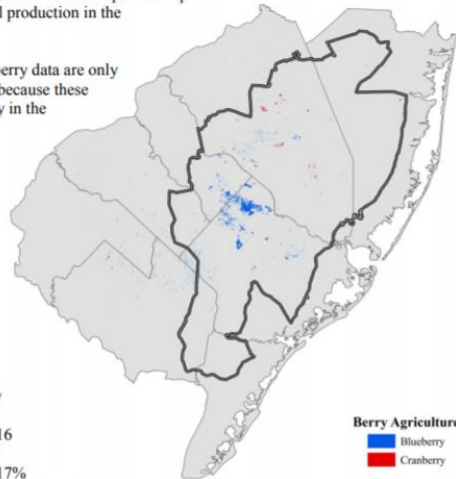 l production in the
erry data are only
because these
y in the
16
17%
Berry Agriculture
Blueberry
Cranberry